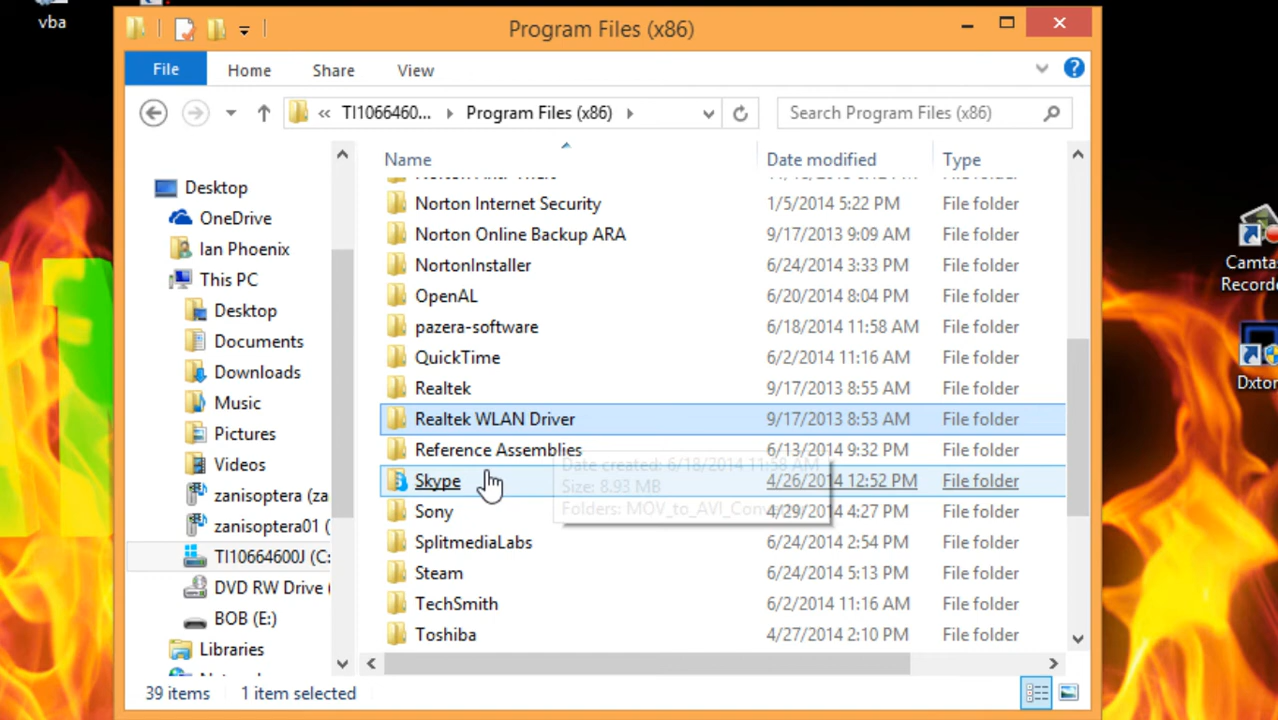 vba
Program Files (x86)
File Home Share View
« TI1066460... Program Files (x86)
Search Program Files (x86)
Name Date modified Type
Norton Internet Security 1/5/2014 5:22 PM File folder
Norton Online Backup ARA 9/17/2013 9:09 AM File folder
NortonInstaller 6/24/2014 3:33 PM File folder
OpenAL 6/20/2014 8:04 PM File folder
pazera-software 6/18/2014 11:58 AM File folder
QuickTime 6/2/2014 11:16 AM File folder
Realtek 9/17/2013 8:55 AM File folder
Realtek WLAN Driver 9/17/2013 8:53 AM File folder
Reference Assemblies 6/13/2014 9:32 PM File folder
Skype 4/26/2014 12:52 PM File folder
Sony 4/29/2014 4:27 PM File folder
SplitmediaLabs 6/24/2014 2:54 PM File folder
Steam 6/24/2014 5:13 PM File folder
TechSmith 6/2/2014 11:16 AM File folder
Toshiba 4/27/2014 2:10 PM File folder
Date created: 6/18/2014 11:58 AM
Size: 8.93 MB
Folders: MOV_to_AVI_Con
Desktop
OneDrive
Ian Phoenix
This PC
Desktop
Documents
Downloads
Music
Pictures
Videos
zanisoptera (za
zanisoptera01 (
TI10664600J (C:
DVD RW Drive (
BOB (E:)
Libraries
39 items 1 item selected
Camta
Recorde
Dxtor